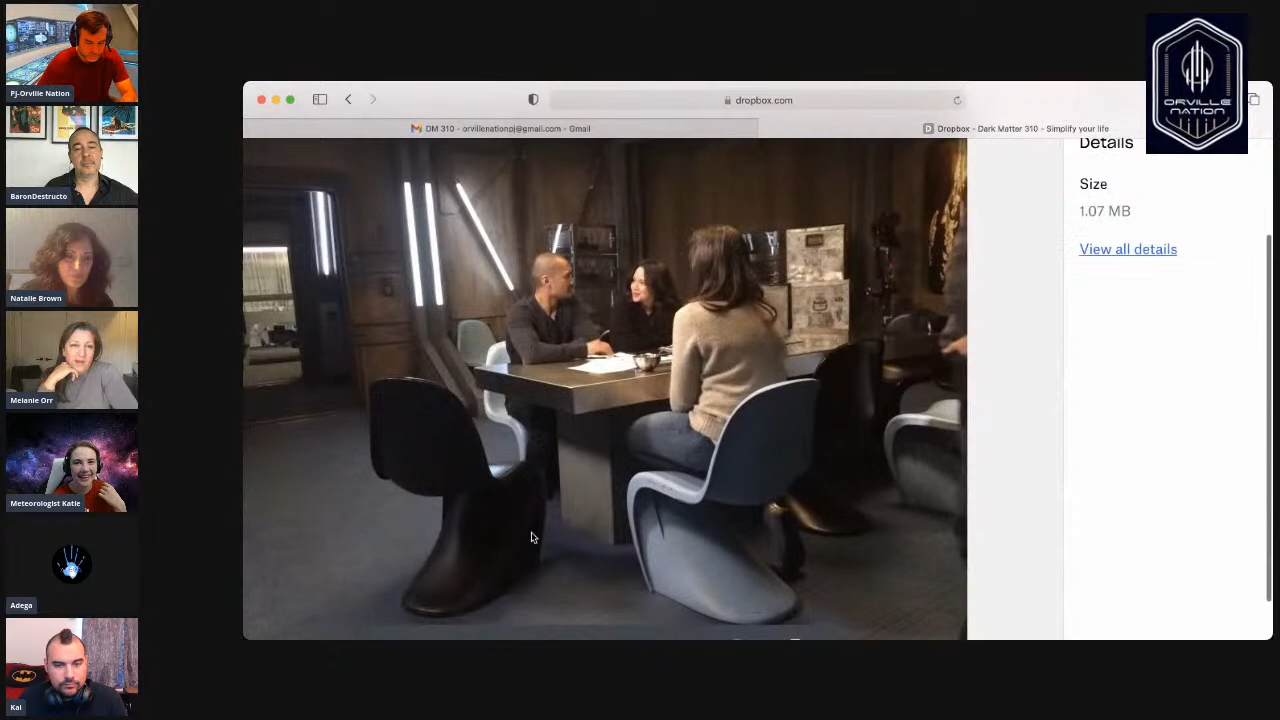 PJ-Orville Nation
BaronDestructo
Natalie Brown
Melanie Orr
Meteorologist Katie
Adega
Kai
dropbox.com
DM 310 - orvillenationpj@gmail.com - Gmail
Dropbox - Dark Matter 310 - Simplify your life
Details
Size
1.07 MB
View all details
ORVILLE
NATION